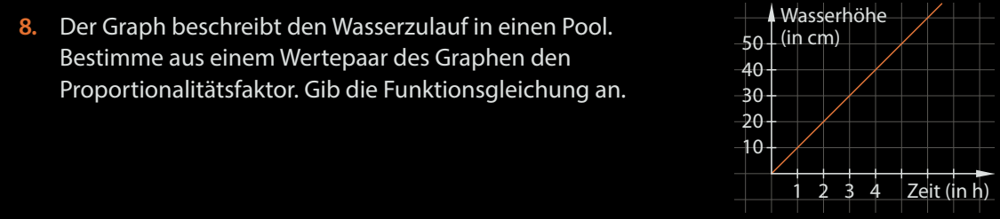 8. Der Graph beschreibt den Wasserzulauf in einen Pool.
Bestimme aus einem Wertepaar des Graphen den
Proportionalitätsfaktor. Gib die Funktionsgleichung an.
Wasserhöhe
(in cm)
50
40
30
20
10
1 2 3 4 Zeit (in h)